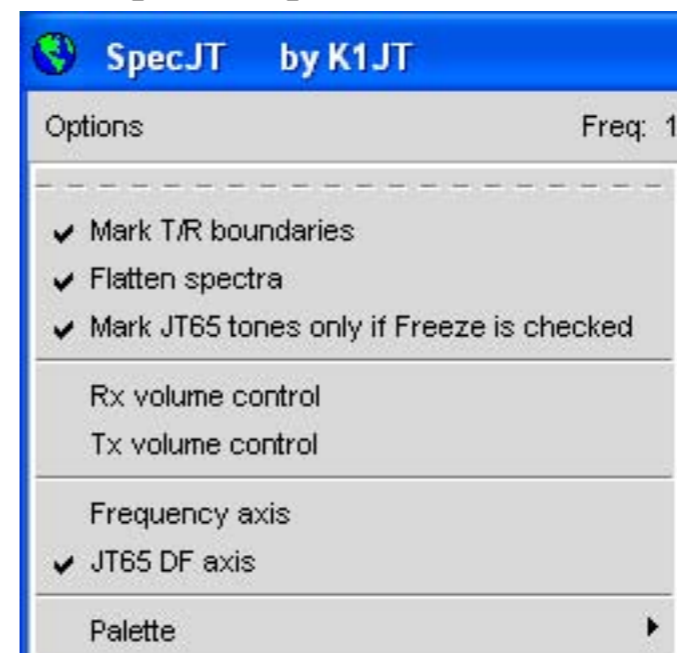 SpecJT by K1JT
Options Freq: 1
Mark T/R boundaries
Flatten spectra
Mark JT65 tones only if Freeze is checked
Rx volume control
Tx volume control
Frequency axis
JT65 DF axis
Palette